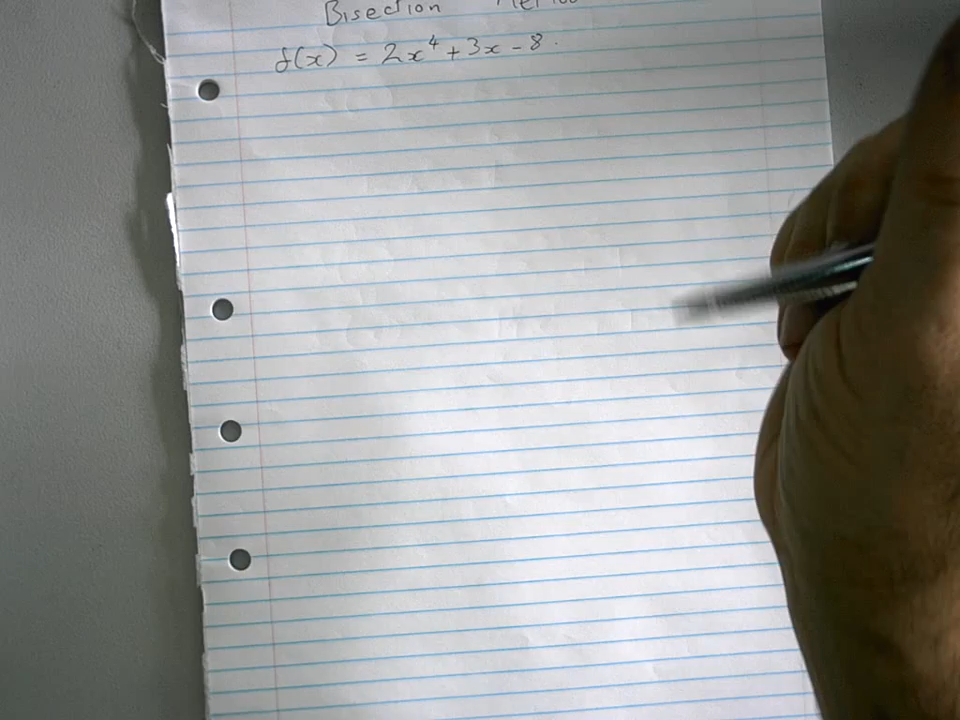 Bisection
f(x) = 2x⁴ + 3x - 8.